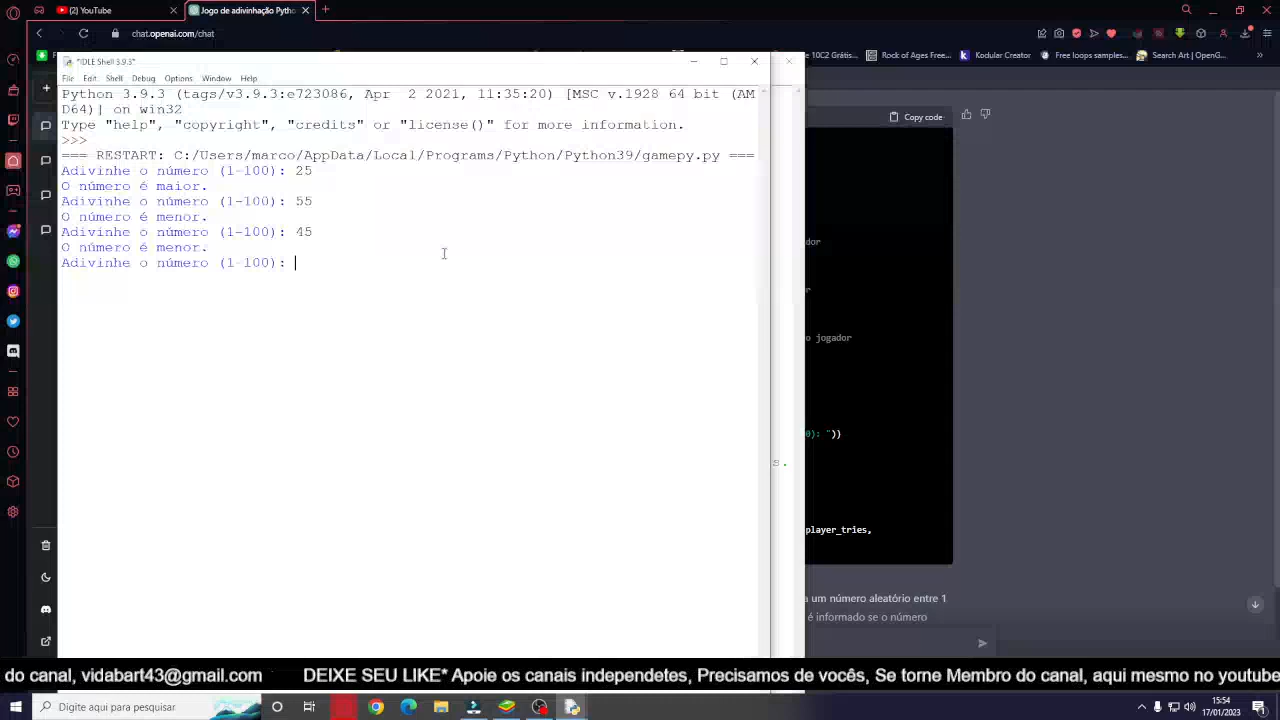 (2) YouTube
Jogo de adivinhação Pytho
chat.openai.com/chat
10C2 Grátis...
Rock of Ages Free...
Kodular Creator
Free loops samples...
Search Art | OpenG...
*IDLE Shell 3.9.3*
File Edit Shell Debug Options Window Help
Python 3.9.3 (tags/v3.9.3:e723086, Apr 2 2021, 11:35:20) [MSC v.1928 64 bit (AM
D64)] on win32
Type "help", "copyright", "credits" or "license()" for more information.
>>>
=== RESTART: C:/Users/marco/AppData/Local/Programs/Python/Python39/gamepy.py ===
Adivinhe o número (1-100): 25
O número é maior.
Adivinhe o número (1-100): 55
O número é menor.
Adivinhe o número (1-100): 45
O número é menor.
Adivinhe o número (1-100):
Copy code
o jogador
0): "))
player_tries,
um número aleatório entre 1
é informado se o número
do canal, vidabart43@gmail.com DEIXE SEU LIKE* Apoie os canais independetes, Precisamos de vocês, Se torne Membro do canal, aqui mesmo no youtube
Digite aqui para pesquisar
15:54
17/01/2023